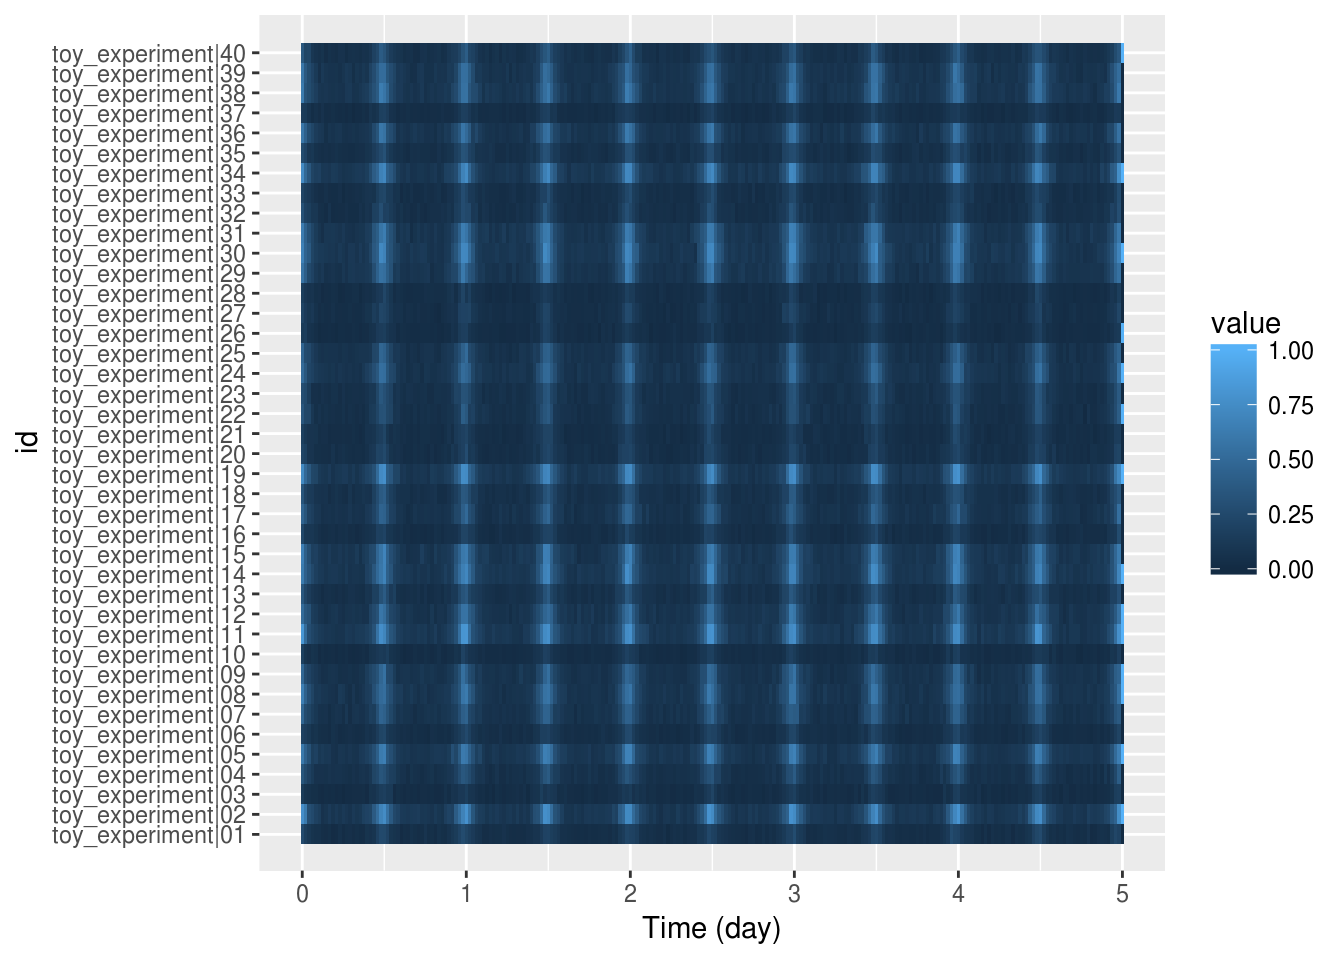 toy_experiment|40
toy_experiment|39
toy_experiment|38
toy_experiment|37
toy_experiment|36
toy_experiment|35
toy_experiment|34
toy_experiment|33
toy_experiment|32
toy_experiment|31
toy_experiment|30
toy_experiment|29
toy_experiment|28
toy_experiment|27
toy_experiment|26
toy_experiment|25
toy_experiment|24
toy_experiment|23
toy_experiment|22
toy_experiment|21
toy_experiment|20
toy_experiment|19
toy_experiment|18
toy_experiment|17
toy_experiment|16
toy_experiment|15
toy_experiment|14
toy_experiment|13
toy_experiment|12
toy_experiment|11
toy_experiment|10
toy_experiment|09
toy_experiment|08
toy_experiment|07
toy_experiment|06
toy_experiment|05
toy_experiment|04
toy_experiment|03
toy_experiment|02
toy_experiment|01
id
0 1 2 3 4 5
Time (day)
value
1.00
0.75
0.50
0.25
0.00